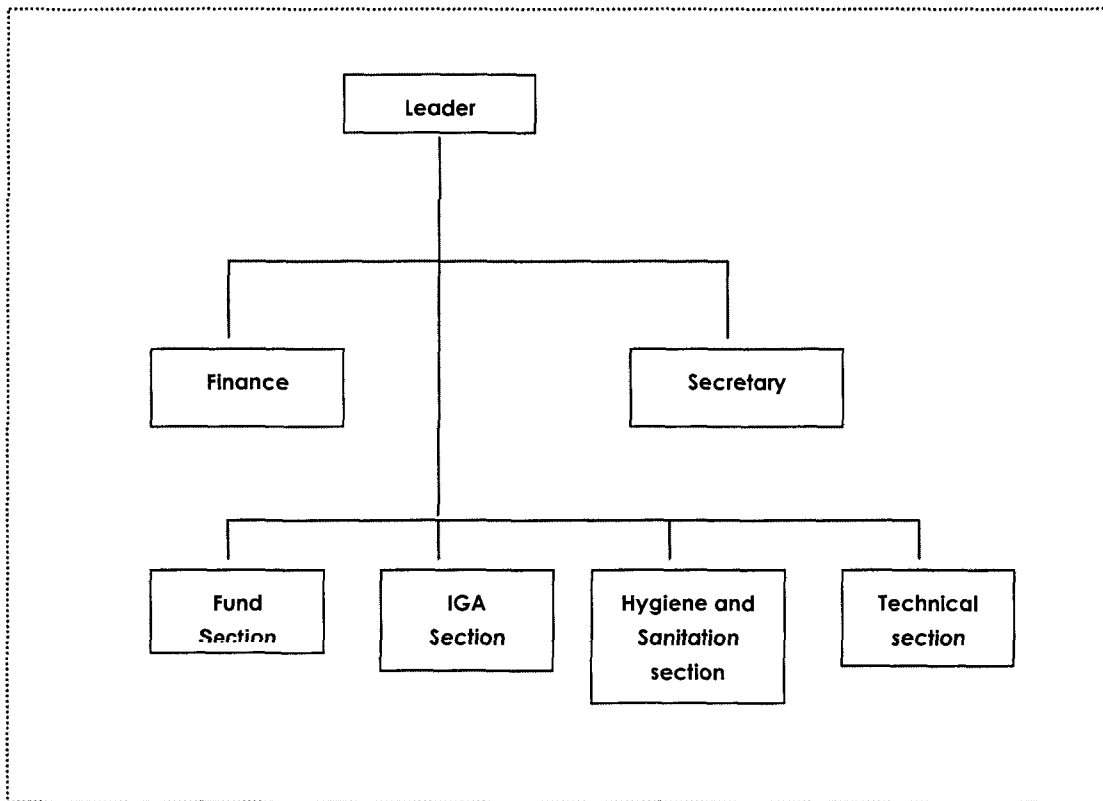 Leader
Finance
Secretary
Fund
Section
IGA
Section
Hygiene and
Sanitation
section
Technical
section